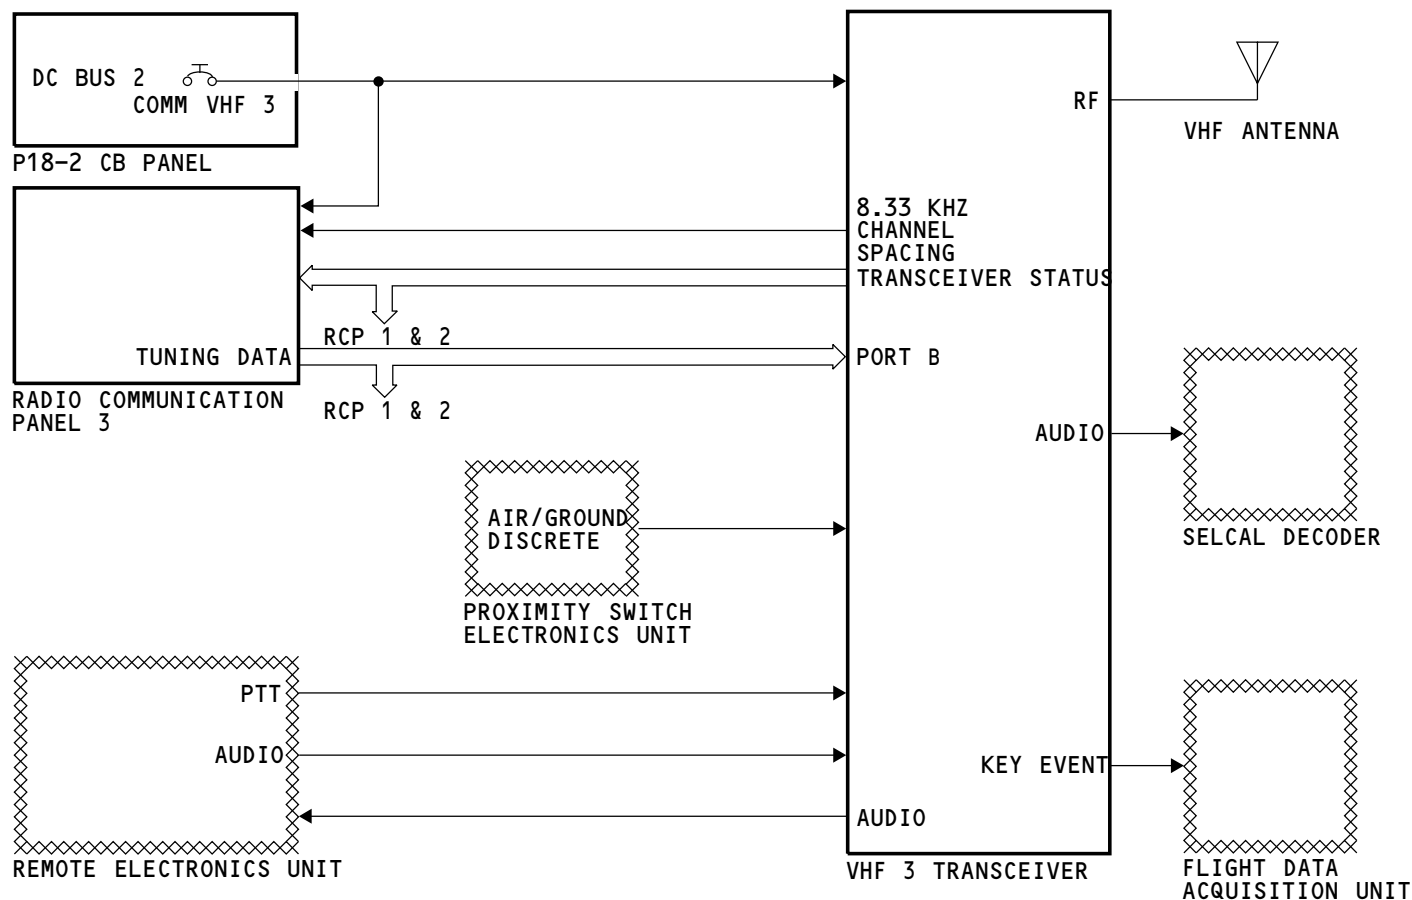 DC BUS 2
COMM VHF 3
P18-2 CB PANEL
RF
VHF ANTENNA
8.33 KHZ
CHANNEL
SPACING
TRANSCEIVER STATUS
RCP 1 & 2
TUNING DATA
PORT B
RADIO COMMUNICATION
PANEL 3
RCP 1 & 2
AUDIO
SELCAL DECODER
AIR/GROUND
DISCRETE
PROXIMITY SWITCH
ELECTRONICS UNIT
PTT
AUDIO
KEY EVENT
AUDIO
REMOTE ELECTRONICS UNIT
VHF 3 TRANSCEIVER
FLIGHT DATA
ACQUISITION UNIT